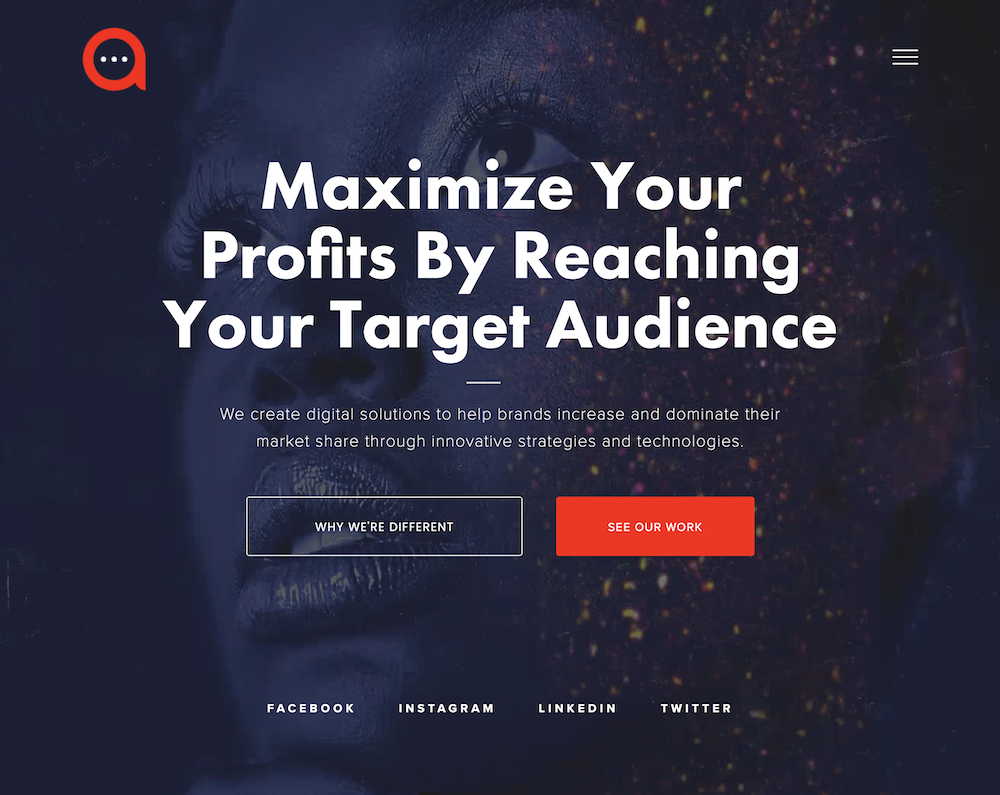 Maximize Your
Profits By Reaching
Your Target Audience
We create digital solutions to help brands increase and dominate their
market share through innovative strategies and technologies.
WHY WE'RE DIFFERENT
SEE OUR WORK
FACEBOOK INSTAGRAM LINKEDIN TWITTER